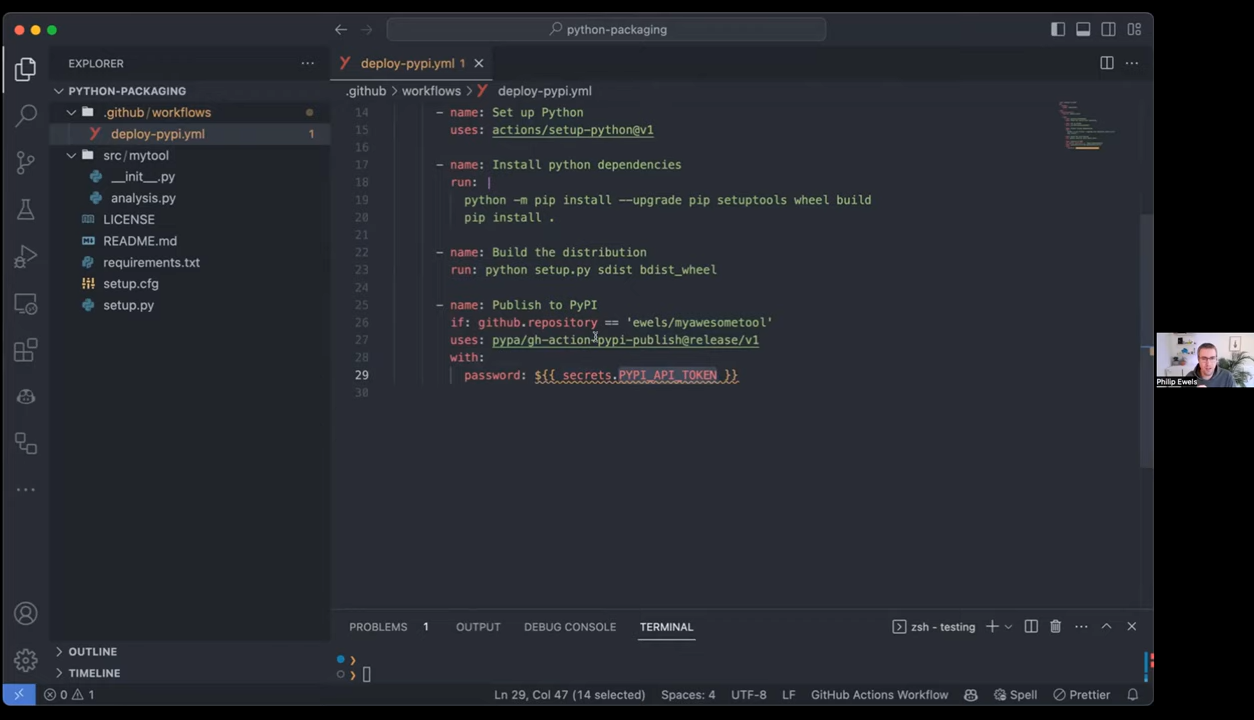 python-packaging
EXPLORER
deploy-pypi.yml 1
PYTHON-PACKAGING
.github > workflows > deploy-pypi.yml
.github / workflows
deploy-pypi.yml 1
src / mytool
__init__.py
analysis.py
LICENSE
README.md
requirements.txt
setup.cfg
setup.py
14 - name: Set up Python
15 uses: actions/setup-python@v1
16
17 - name: Install python dependencies
18 run: |
19 python -m pip install --upgrade pip setuptools wheel build
20 pip install .
21
22 - name: Build the distribution
23 run: python setup.py sdist bdist_wheel
24
25 - name: Publish to PyPI
26 if: github.repository == 'ewels/myawesometool'
27 uses: pypa/gh-action-pypi-publish@release/v1
28 with:
29 password: ${{ secrets.PYPI_API_TOKEN }}
30
Philip Ewels
PROBLEMS 1 OUTPUT DEBUG CONSOLE TERMINAL
zsh - testing
OUTLINE
TIMELINE
0 1
Ln 29, Col 47 (14 selected) Spaces: 4 UTF-8 LF GitHub Actions Workflow Spell Prettier